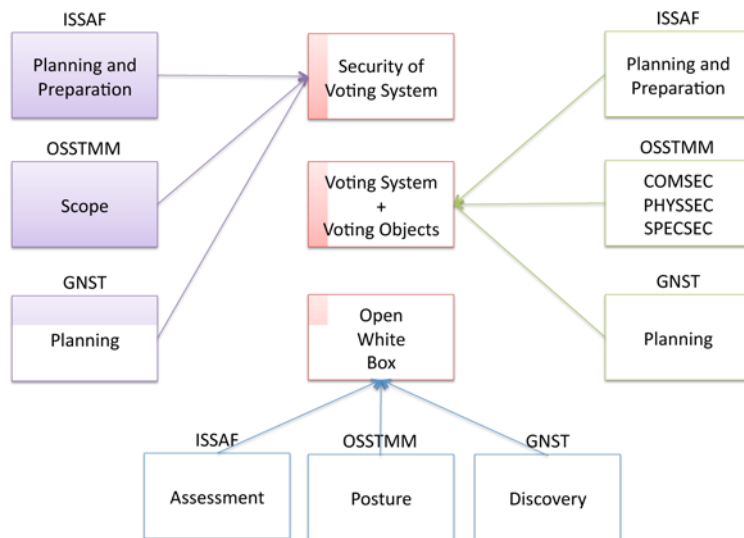 ISSAF
Planning and
Preparation
OSSTMM
Scope
GNST
Planning
Security of
Voting System
Voting System
+
Voting Objects
Open
White
Box
ISSAF
Planning and
Preparation
OSSTMM
COMSEC
PHYSSEC
SPECSEC
GNST
Planning
ISSAF
Assessment
OSSTMM
Posture
GNST
Discovery